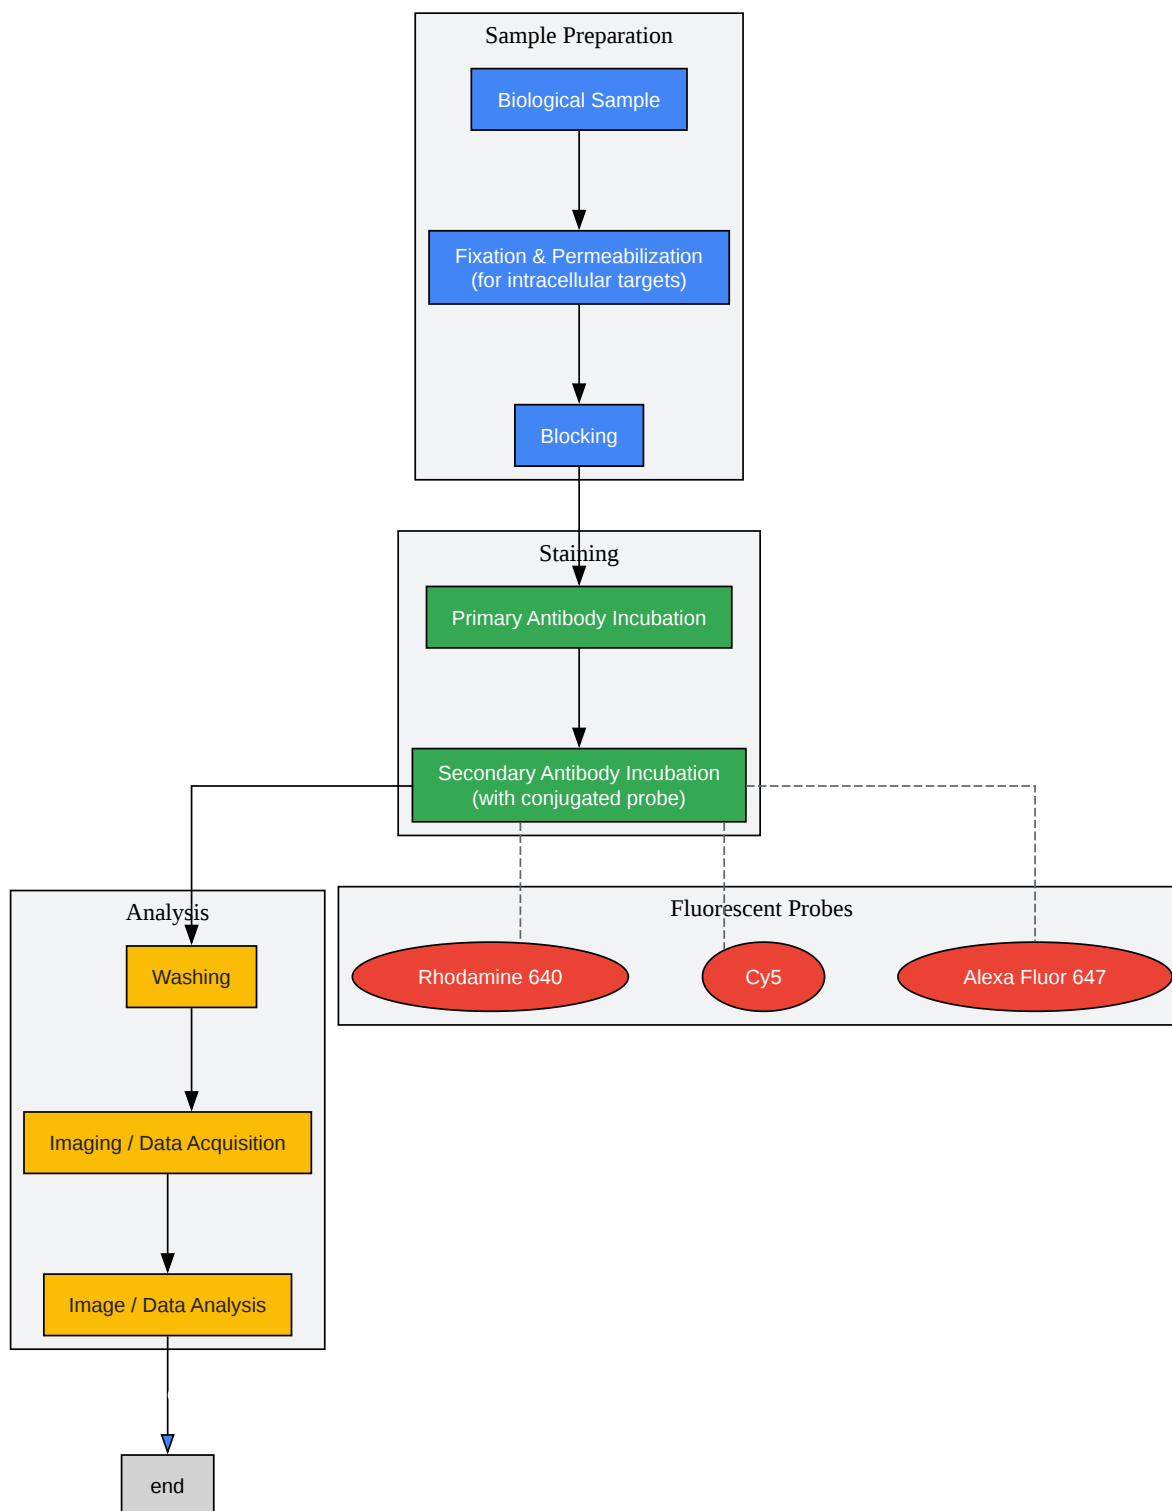 Sample Preparation
Biological Sample
Fixation & Permeabilization
(for intracellular targets)
Blocking
Staining
Primary Antibody Incubation
Secondary Antibody Incubation
(with conjugated probe)
Analysis
Fluorescent Probes
Washing
Rhodamine 640
Cy5
Alexa Fluor 647
Imaging / Data Acquisition
Image / Data Analysis
end